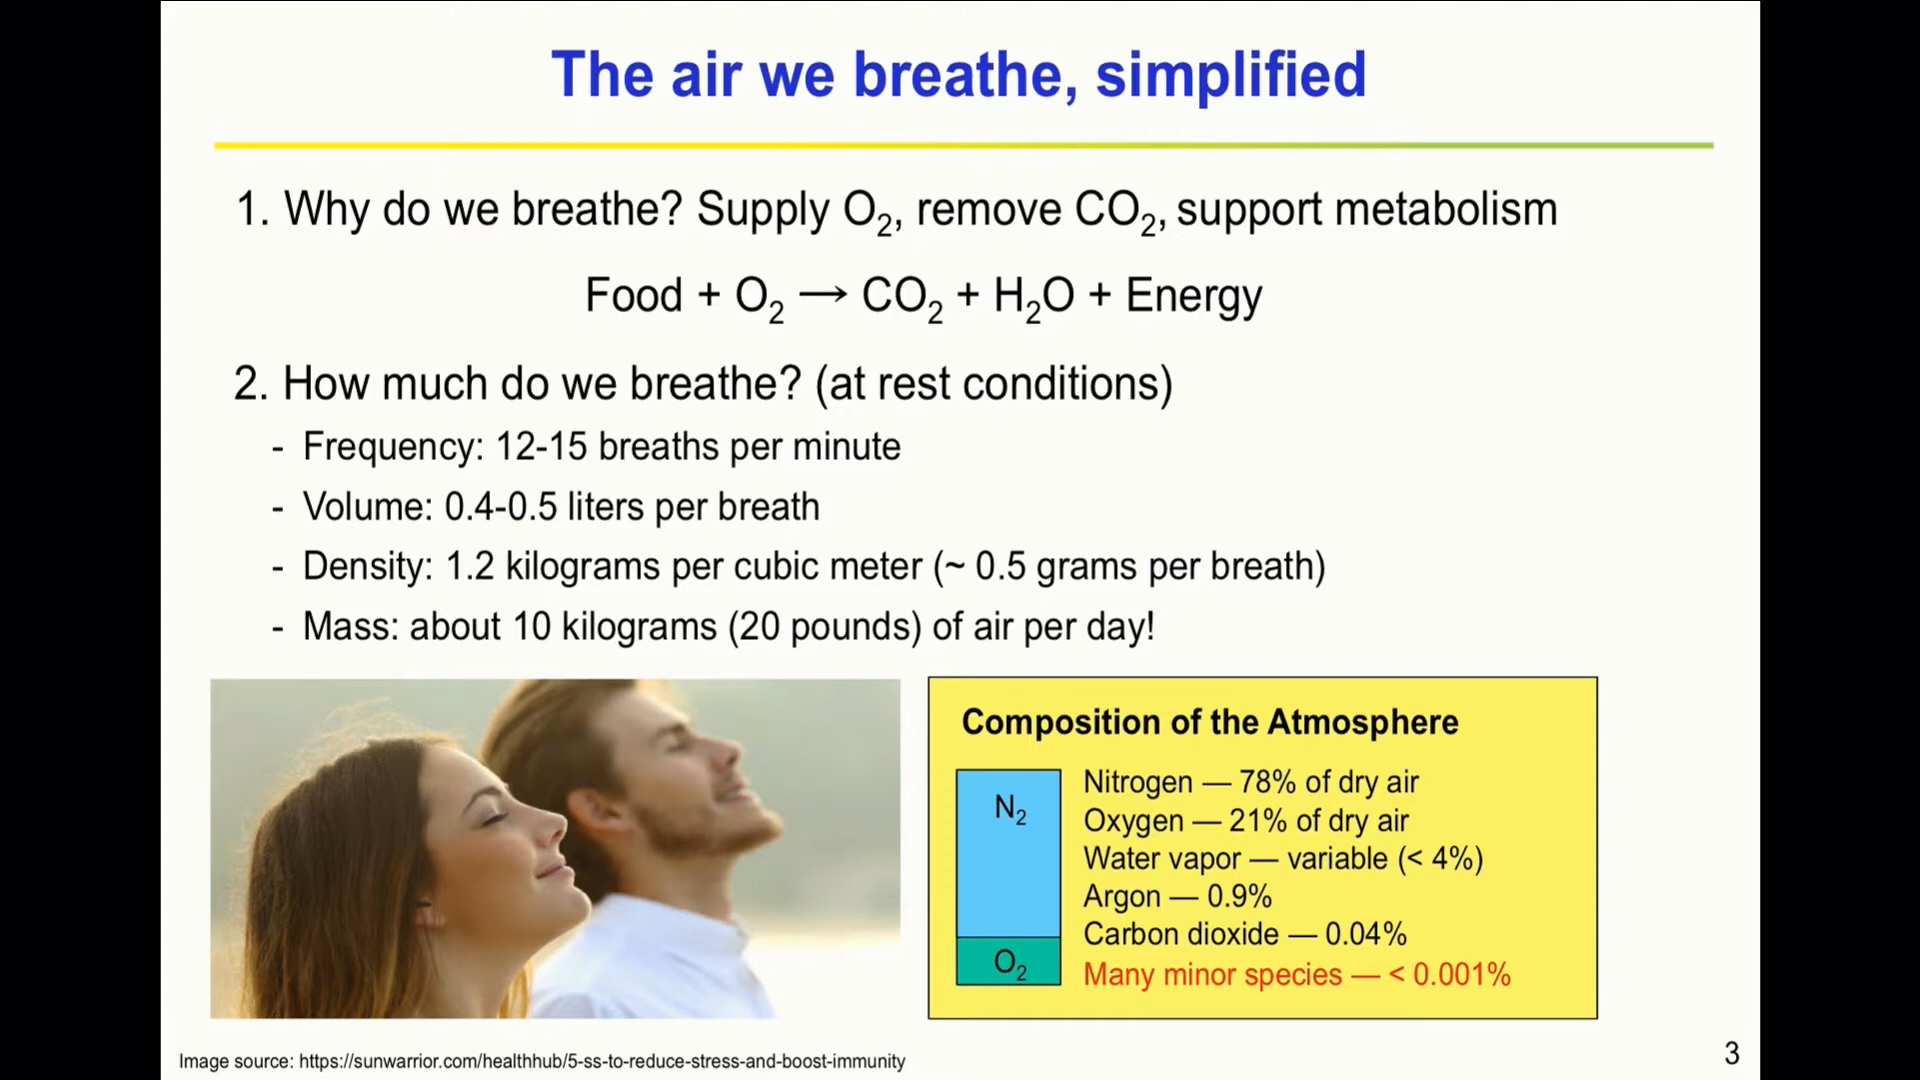 The air we breathe, simplified
1. Why do we breathe? Supply O₂, remove CO₂, support metabolism
Food + O₂ → CO₂ + H₂O + Energy
2. How much do we breathe? (at rest conditions)
- Frequency: 12-15 breaths per minute
- Volume: 0.4-0.5 liters per breath
- Density: 1.2 kilograms per cubic meter (~ 0.5 grams per breath)
- Mass: about 10 kilograms (20 pounds) of air per day!
Composition of the Atmosphere
N₂
O₂
Nitrogen — 78% of dry air
Oxygen — 21% of dry air
Water vapor — variable (< 4%)
Argon — 0.9%
Carbon dioxide — 0.04%
Many minor species — < 0.001%
Image source: https://sunwarrior.com/healthhub/5-ss-to-reduce-stress-and-boost-immunity
3